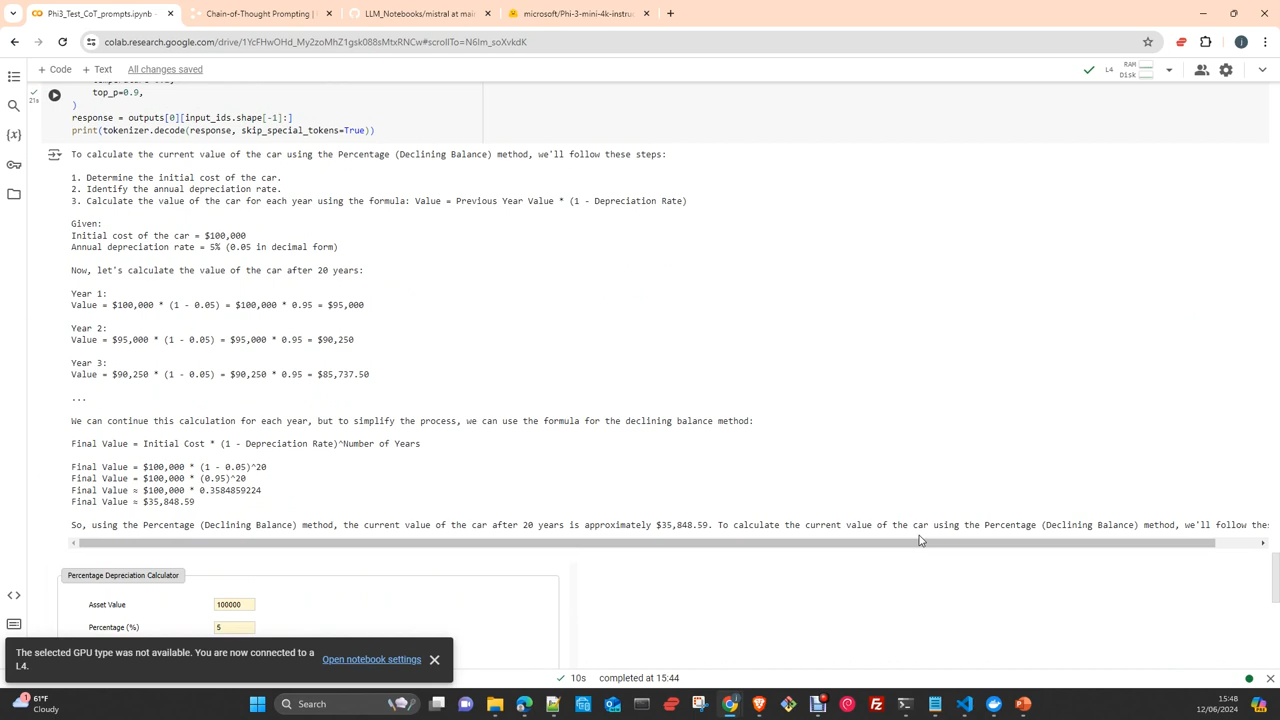 Phi3_Test_CoT_prompts.ipynb
Chain-of-Thought Prompting |
LLM_Notebooks/mistral at mai
microsoft/Phi-3-mini-4k-instru
colab.research.google.com/drive/1YcFHwOHd_My2zoMhZ1gsk088sMtxRNCw#scrollTo=N6Im_soXvkdK
+ Code + Text All changes saved
L4 RAM Disk
21s
top_p=0.9,
)
response = outputs[0][input_ids.shape[-1]:]
print(tokenizer.decode(response, skip_special_tokens=True))
To calculate the current value of the car using the Percentage (Declining Balance) method, we'll follow these steps:
1. Determine the initial cost of the car.
2. Identify the annual depreciation rate.
3. Calculate the value of the car for each year using the formula: Value = Previous Year Value * (1 - Depreciation Rate)
Given:
Initial cost of the car = $100,000
Annual depreciation rate = 5% (0.05 in decimal form)
Now, let's calculate the value of the car after 20 years:
Year 1:
Value = $100,000 * (1 - 0.05) = $100,000 * 0.95 = $95,000
Year 2:
Value = $95,000 * (1 - 0.05) = $95,000 * 0.95 = $90,250
Year 3:
Value = $90,250 * (1 - 0.05) = $90,250 * 0.95 = $85,737.50
...
We can continue this calculation for each year, but to simplify the process, we can use the formula for the declining balance method:
Final Value = Initial Cost * (1 - Depreciation Rate)^Number of Years
Final Value = $100,000 * (1 - 0.05)^20
Final Value = $100,000 * (0.95)^20
Final Value ≈ $100,000 * 0.3584859224
Final Value ≈ $35,848.59
So, using the Percentage (Declining Balance) method, the current value of the car after 20 years is approximately $35,848.59. To calculate the current value of the car using the Percentage (Declining Balance) method, we'll follow thes
Percentage Depreciation Calculator
Asset Value 100000
Percentage (%) 5
The selected GPU type was not available. You are now connected to a L4.
Open notebook settings
10s completed at 15:44
61°F
Cloudy
Search
15:48
12/06/2024